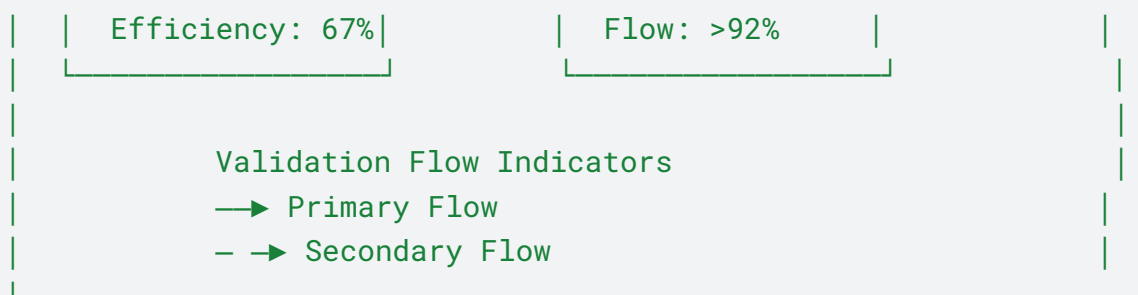 Efficiency: 67% Flow: >92%
Validation Flow Indicators
──► Primary Flow
─ ─► Secondary Flow